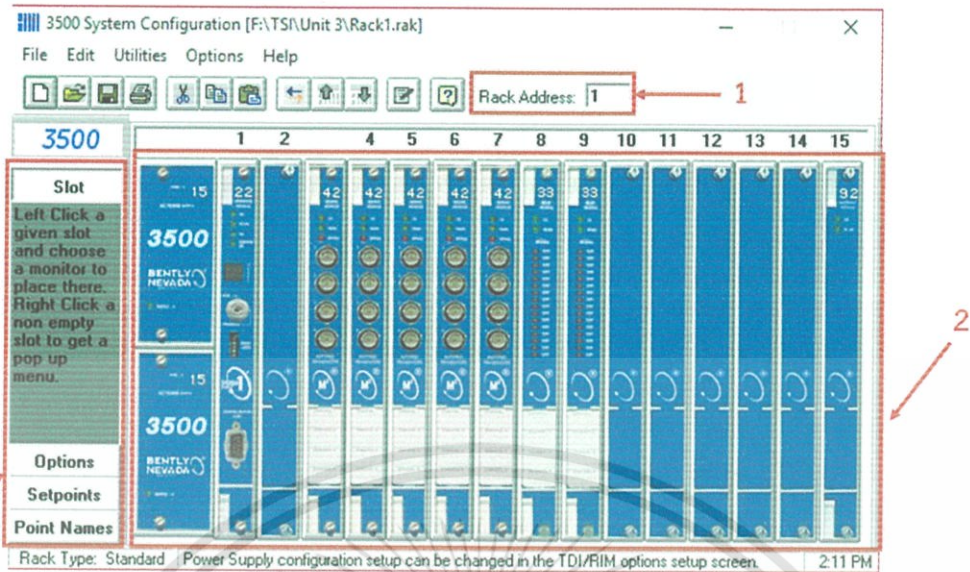 3500 System Configuration [F:\TSI\Unit 3\Rack1.rak]
File Edit Utilities Options Help
Rack Address: 1
1
3500
1 2 4 5 6 7 8 9 10 11 12 13 14 15
Slot
Left Click a
given slot
and choose
a monitor to
place there.
Right Click a
non empty
slot to get a
pop up
menu.
15
22 42 42 42 42 42 33 33 92
3500
BENTLY
NEVADA
2
15
3500
BENTLY
NEVADA
Options
Setpoints
Point Names
Rack Type: Standard Power Supply configuration setup can be changed in the TDI/RIM options setup screen. 2:11 PM